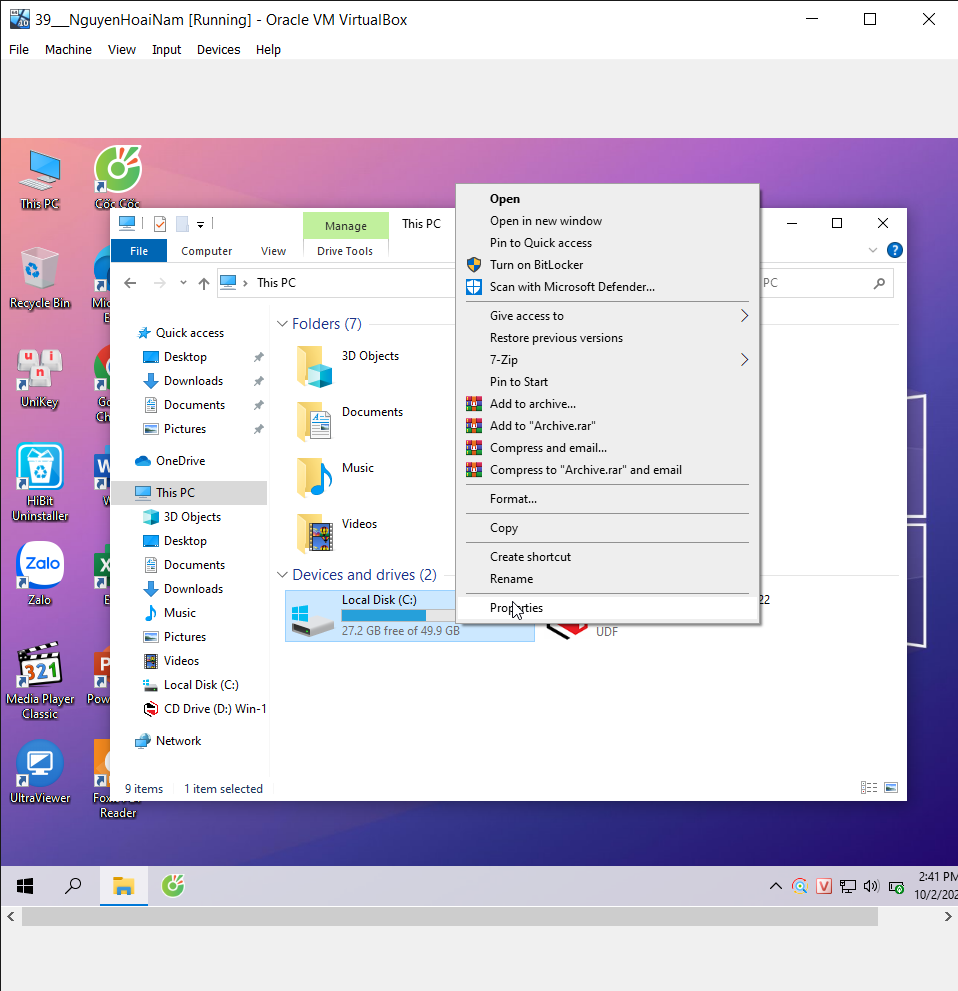 39___NguyenHoaiNam [Running] - Oracle VM VirtualBox
File Machine View Input Devices Help
This PC
Cốc Cốc
Recycle Bin
UniKey
HiBit
Uninstaller
Zalo
Zalo
321
Media Player
Classic
UltraViewer
Reader
Manage
This PC
File Computer View Drive Tools
This PC
Quick access
Desktop
Downloads
Documents
Pictures
OneDrive
This PC
3D Objects
Desktop
Documents
Downloads
Music
Pictures
Videos
Local Disk (C:)
CD Drive (D:) Win-1
Network
Folders (7)
3D Objects
Documents
Music
Videos
Devices and drives (2)
Local Disk (C:)
27.2 GB free of 49.9 GB
22
UDF
9 items 1 item selected
Open
Open in new window
Pin to Quick access
Turn on BitLocker
Scan with Microsoft Defender...
Give access to
Restore previous versions
7-Zip
Pin to Start
Add to archive...
Add to "Archive.rar"
Compress and email...
Compress to "Archive.rar" and email
Format...
Copy
Create shortcut
Rename
Properties
PC
2:41 PM
10/2/202